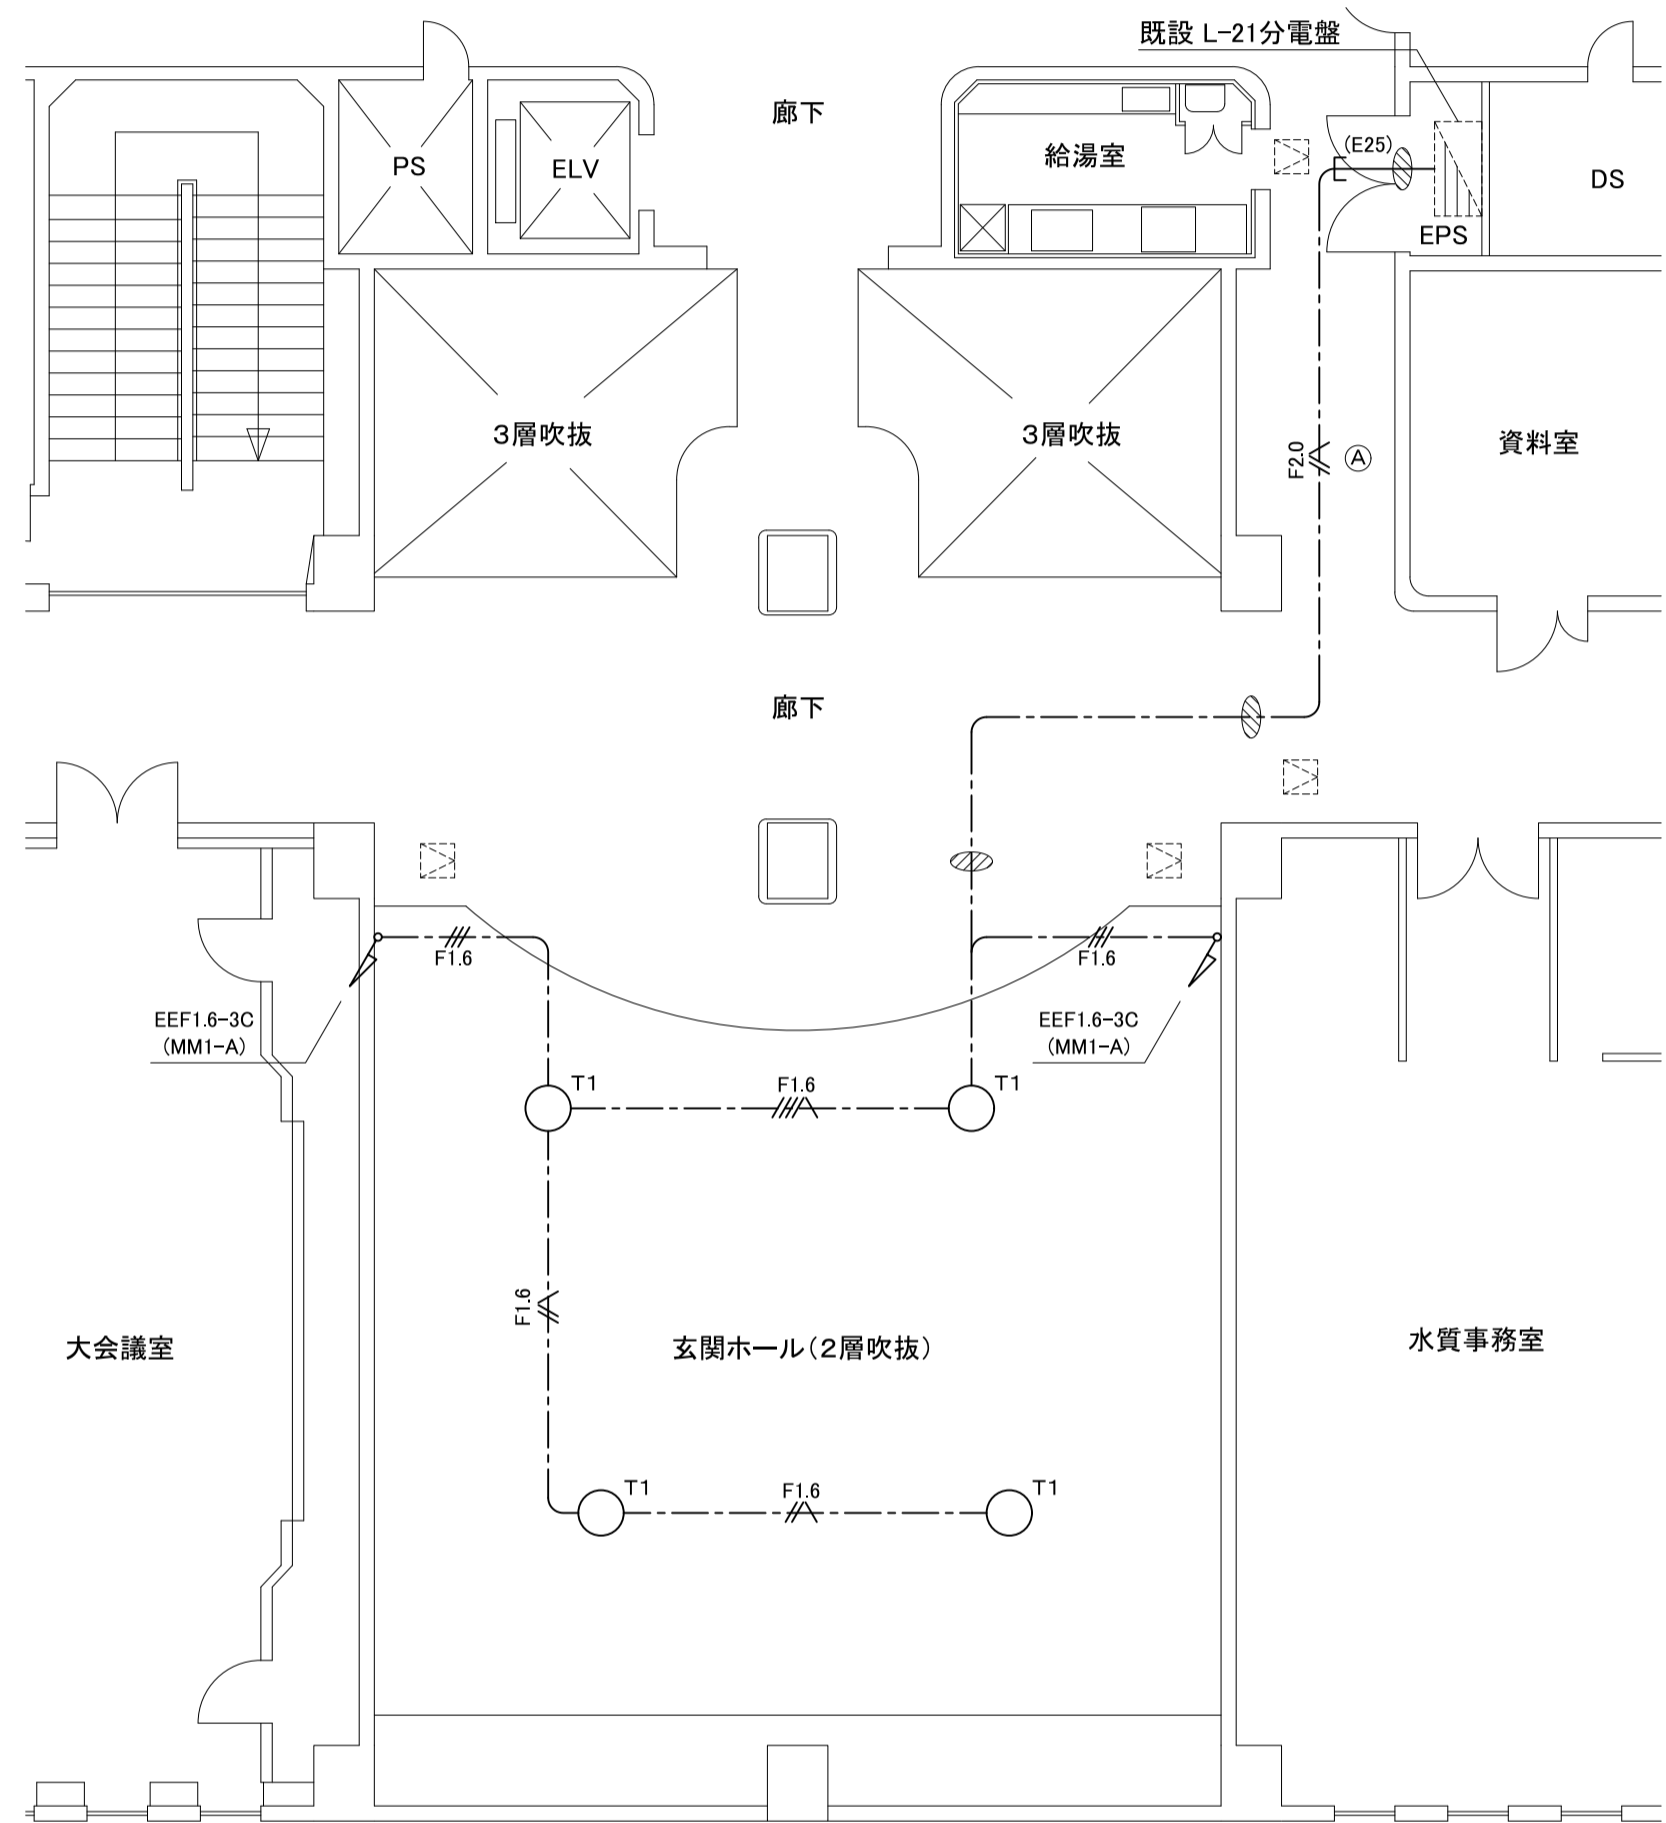 既設 L-21分電盤
廊下
給湯室
(E25)
PS
ELV
DS
EPS
3層吹抜
3層吹抜
F2.0
A
資料室
廊下
F1.6
F1.6
EEF1.6-3C
(MM1-A)
EEF1.6-3C
(MM1-A)
T1
F1.6
T1
F1.6
大会議室
玄関ホール(2層吹抜)
水質事務室
T1
F1.6
T1